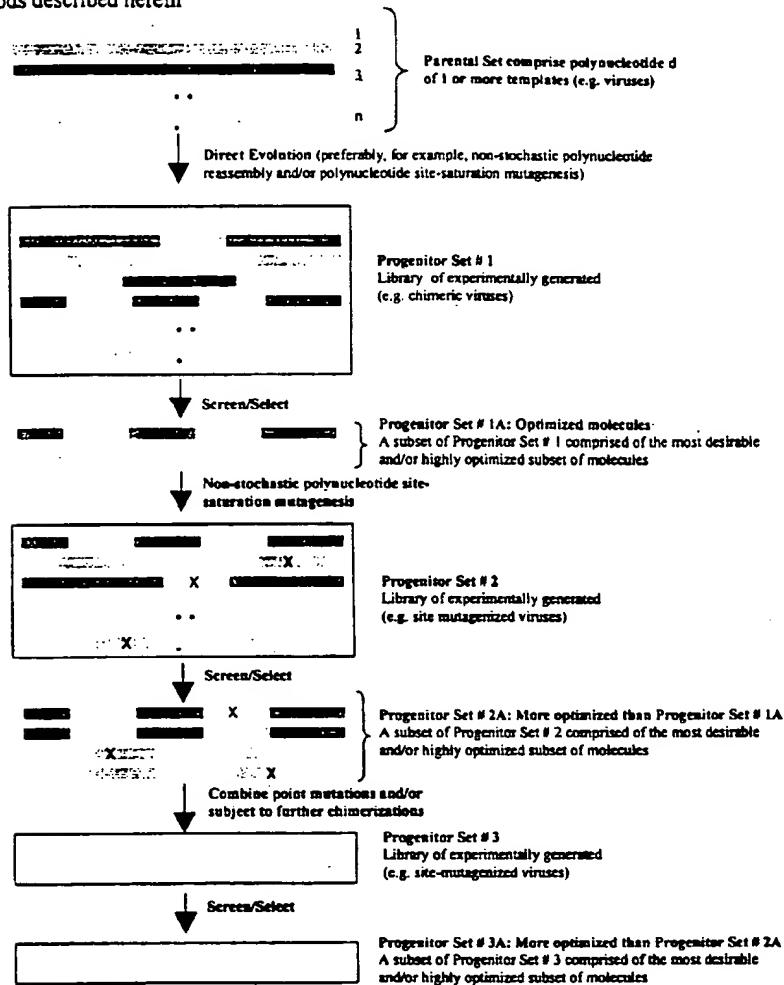 ods described herein
1
2
3
n
Parental Set comprise polynucleotide d
of 1 or more templates (e.g. viruses)
Direct Evolution (preferably, for example, non-stochastic polynucleotide
reassembly and/or polynucleotide site-saturation mutagenesis)
Progenitor Set # 1
Library of experimentally generated
(e.g. chimeric viruses)
Screen/Select
Progenitor Set # 1A: Optimized molecules
A subset of Progenitor Set # 1 comprised of the most desirable
and/or highly optimized subset of molecules
Non-stochastic polynucleotide site-
saturation mutagenesis
X
X
X
Progenitor Set # 2
Library of experimentally generated
(e.g. site mutagenized viruses)
Screen/Select
X
X
X
Progenitor Set # 2A: More optimized than Progenitor Set # 1A
A subset of Progenitor Set # 2 comprised of the most desirable
and/or highly optimized subset of molecules
Combine point mutations and/or
subject to further chimerizations
Progenitor Set # 3
Library of experimentally generated
(e.g. site-mutagenized viruses)
Screen/Select
Progenitor Set # 3A: More optimized than Progenitor Set # 2A
A subset of Progenitor Set # 3 comprised of the most desirable
and/or highly optimized subset of molecules